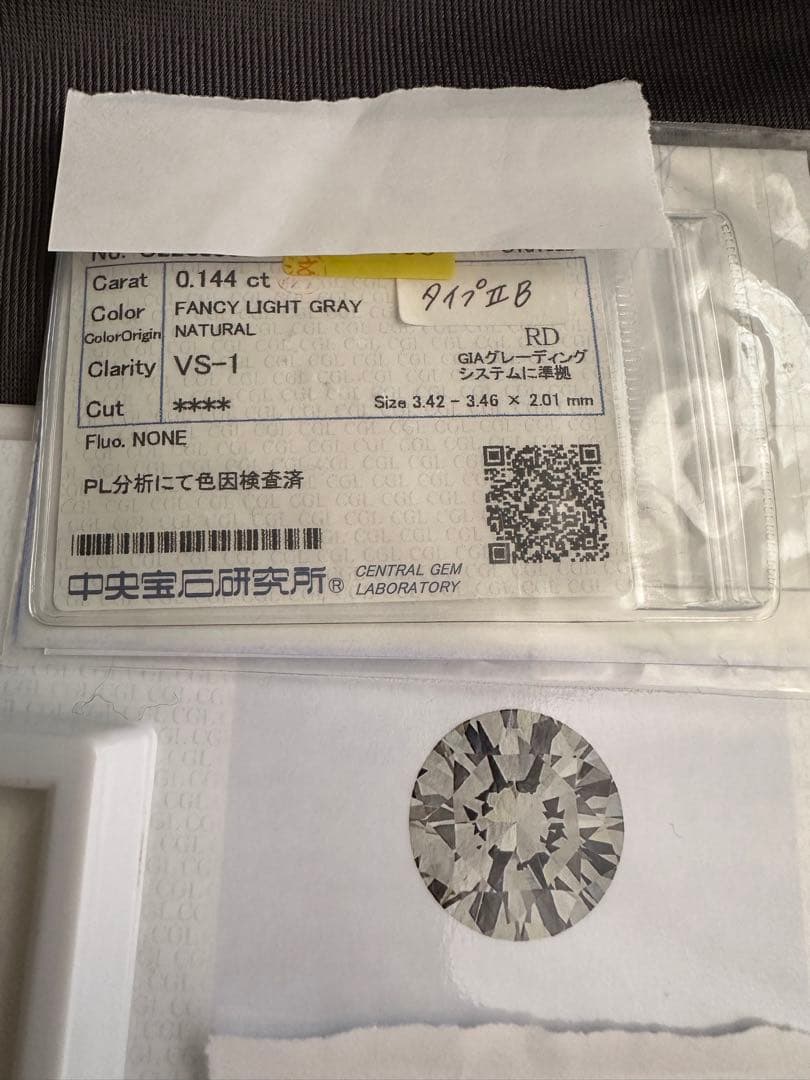 Carat 0.144 ct
タイプⅡB
Color FANCY LIGHT GRAY
ColorOrigin NATURAL
RD
Clarity VS-1
GIAグレーディング
システムに準拠
Cut ****
Size 3.42 - 3.46 × 2.01 mm
Fluo. NONE
PL分析にて色因検査済
中央宝石研究所® CENTRAL GEM
LABORATORY